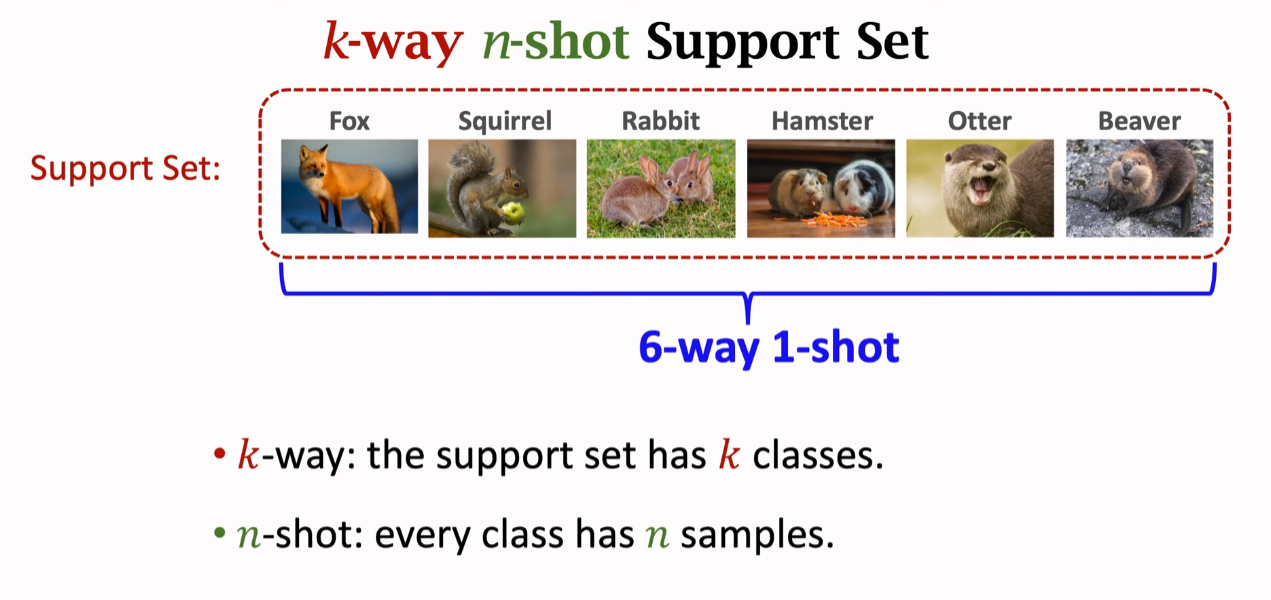 k-way n-shot Support Set
Fox Squirrel Rabbit Hamster Otter Beaver
Support Set:
6-way 1-shot
• k-way: the support set has k classes.
• n-shot: every class has n samples.